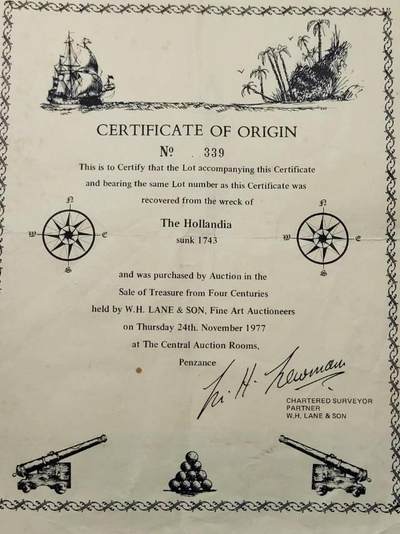 CERTIFICATE OF ORIGIN
No. 339
This is to Certify that the Lot accompanying this Certificate
and bearing the same Lot number as this Certificate was
recovered from the wreck of
The Hollandia
sunk 1743
N
W E
S
N
W E
S
and was purchased by Auction in the
Sale of Treasure from Four Centuries
held by W.H. LANE & SON, Fine Art Auctioneers
on Thursday 24th. November 1977
at The Central Auction Rooms,
Penzance
H. Newman
CHARTERED SURVEYOR
PARTNER
W.H. LANE & SON